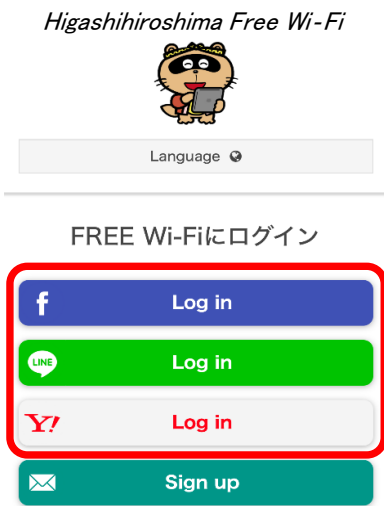 Higashihiroshima Free Wi-Fi
Language
FREE Wi-Fiにログイン
f Log in
LINE Log in
Y! Log in
Sign up